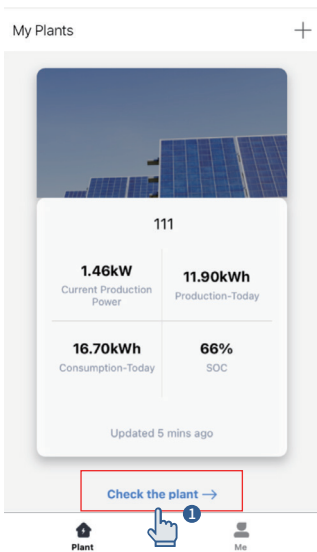 My Plants
111
1.46kW
Current Production
Power
11.90kWh
Production-Today
16.70kWh
Consumption-Today
66%
SOC
Updated 5 mins ago
Check the plant →
1
Plant
Me